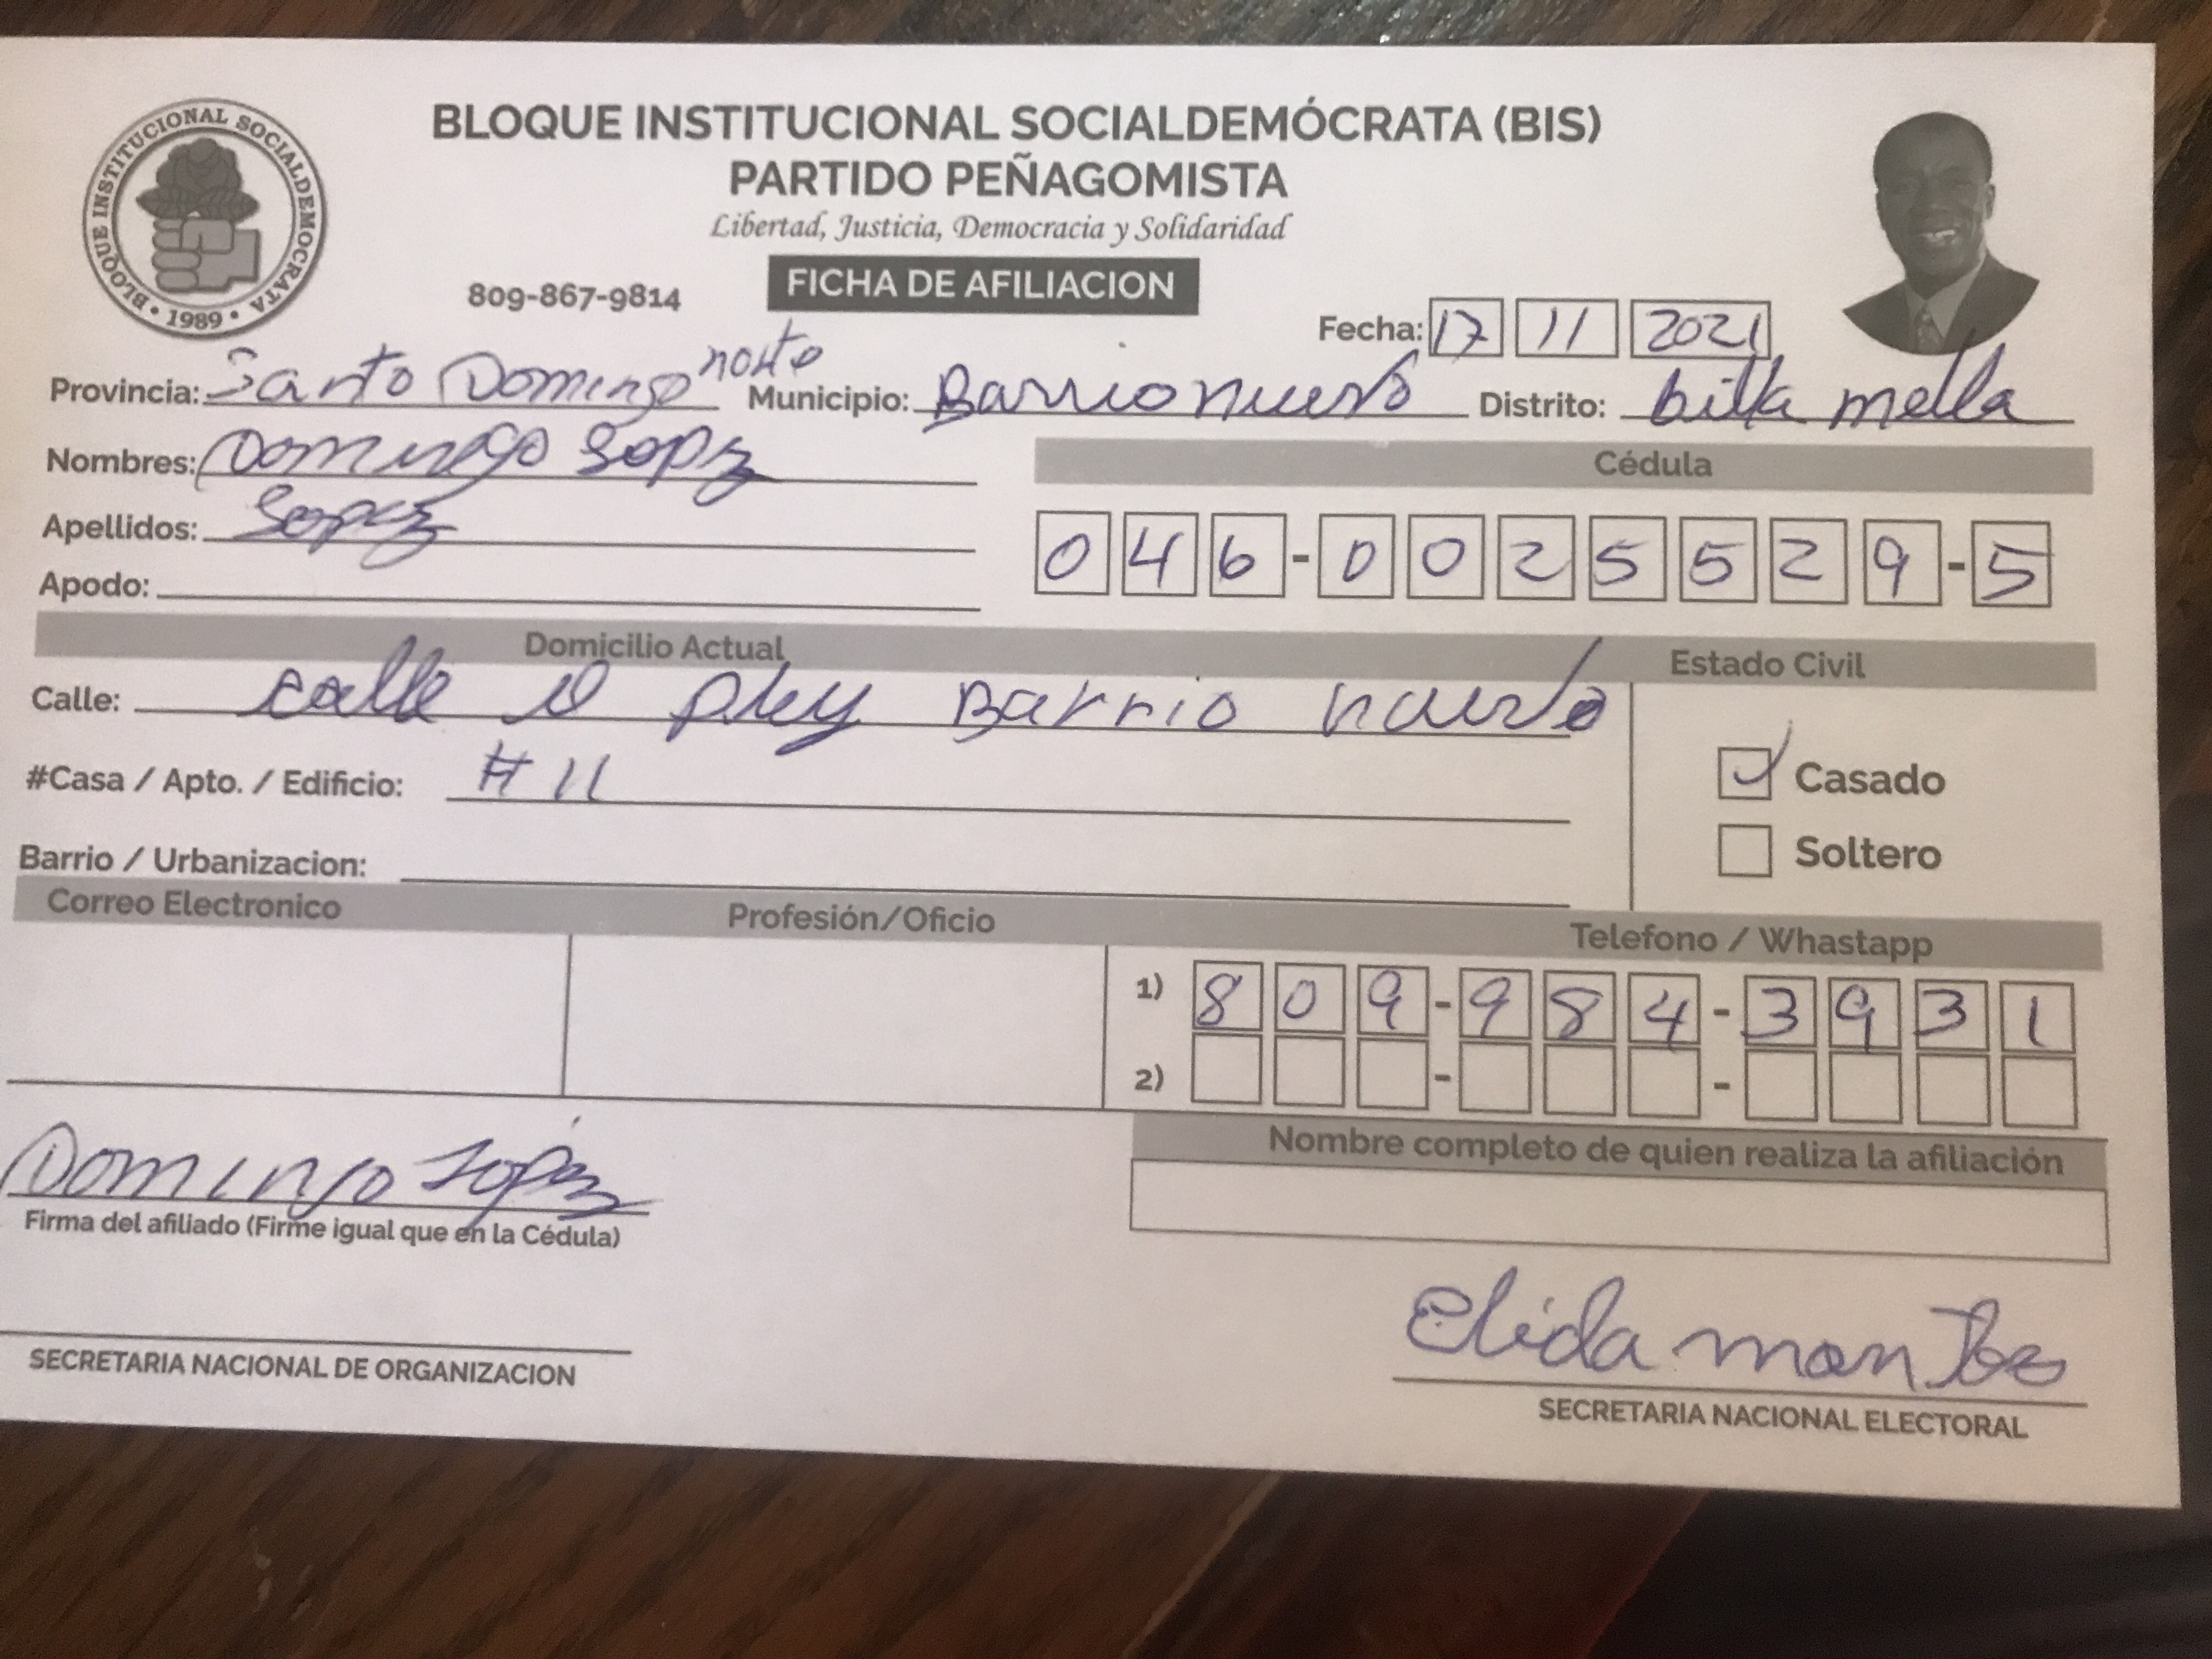 BLOQUE INSTITUCIONAL SOCIALDEMÓCRATA (BIS)
PARTIDO PEÑAGOMISTA
Libertad, Justicia, Democracia y Solidaridad
BLOQUE INSTITUCIONAL SOCIALDEMOCRATA • 1989 •
809-867-9814 FICHA DE AFILIACION
Fecha: 17 11 2021
Provincia: Santo Domingo norte Municipio: Barrio nuevo Distrito: billa mella
Nombres: Domingo Lopez
Cédula
Apellidos: Lopez
046-0025529-5
Apodo:
Domicilio Actual Estado Civil
Calle: calle el pley Barrio nuevo
#Casa / Apto. / Edificio: #11
Casado
Soltero
Barrio / Urbanizacion:
Correo Electronico Profesión/Oficio Telefono / Whastapp
1) 809-984-3931
2) - -
Nombre completo de quien realiza la afiliación
Domingo Lopez
Firma del afiliado (Firme igual que en la Cédula)
Elida montes
SECRETARIA NACIONAL DE ORGANIZACION
SECRETARIA NACIONAL ELECTORAL